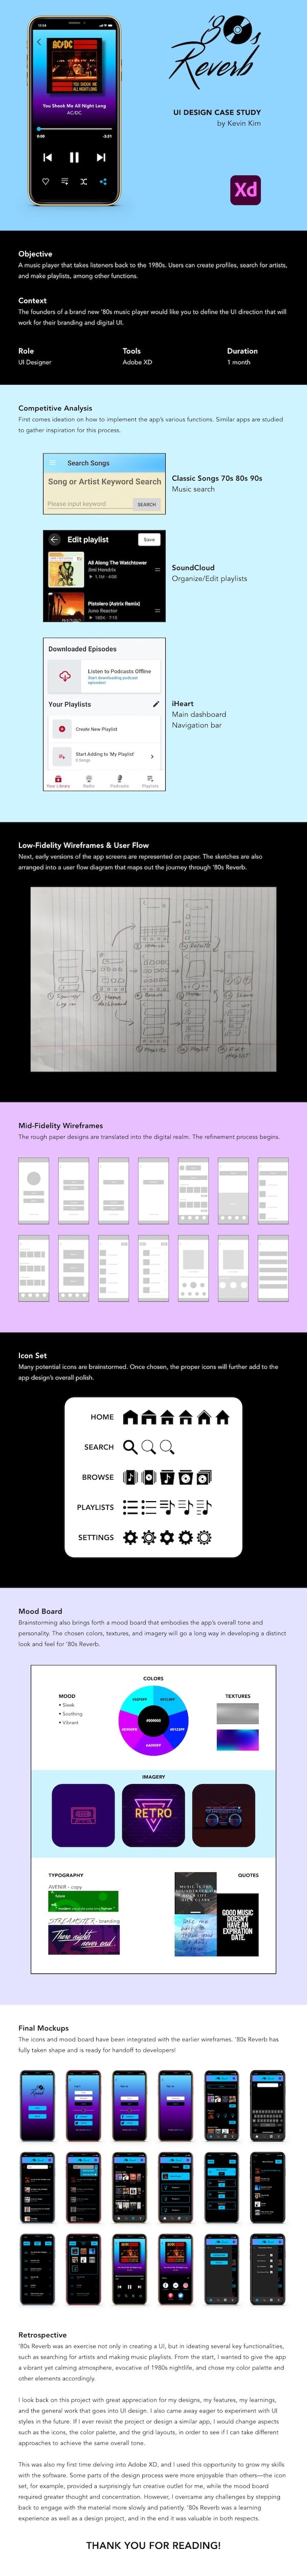 '80s
Reverb
UI DESIGN CASE STUDY
by Kevin Kim
Xd
AC/DC
You Shook Me All Night Long
AC/DC
0:00
-3:31
Objective
A music player that takes listeners back to the 1980s. Users can create profiles, search for artists,
and make playlists, among other functions.
Context
The founders of a brand new '80s music player would like you to define the UI direction that will
work for their branding and digital UI.
Role
Tools
Duration
UI Designer
Adobe XD
1 month
Competitive Analysis
First comes ideation on how to implement the app's various functions. Similar apps are studied
to gather inspiration for this process.
Search Songs
Song or Artist Keyword Search
Please input keyword
SEARCH
Classic Songs 70s 80s 90s
Music search
Edit playlist
Save
All Along The Watchtower
Jimi Hendrix
Pistolero (Astrix Remix)
Juno Reactor
SoundCloud
Organize/Edit playlists
Downloaded Episodes
Listen to Podcasts Offline
Start downloading podcast
episodes!
Your Playlists
Create New Playlist
Start Adding to 'My Playlist'
0 Songs
Your Library
Radio
Podcasts
Playlists
iHeart
Main dashboard
Navigation bar
Low-Fidelity Wireframes & User Flow
Next, early versions of the app screens are represented on paper. The sketches are also
arranged into a user flow diagram that maps out the journey through '80s Reverb.
Mid-Fidelity Wireframes
The rough paper designs are translated into the digital realm. The refinement process begins.
Icon Set
Many potential icons are brainstormed. Once chosen, the proper icons will further add to the
app design's overall polish.
HOME
SEARCH
BROWSE
PLAYLISTS
SETTINGS
Mood Board
Brainstorming also brings forth a mood board that embodies the app's overall tone and
personality. The chosen colors, textures, and imagery will go a long way in developing a distinct
look and feel for '80s Reverb.
COLORS
MOOD
• Sleek
• Soothing
• Vibrant
#000000
TEXTURES
IMAGERY
RETRO
TYPOGRAPHY
AVENIR - copy
future
STREAMSTER - branding
These nights
never end
QUOTES
GOOD MUSIC
DOESN'T
HAVE AN
EXPIRATION
DATE.
Final Mockups
The icons and mood board have been integrated with the earlier wireframes. '80s Reverb has
fully taken shape and is ready for handoff to developers!
Retrospective
'80s Reverb was an exercise not only in creating a UI, but in ideating several key functionalities,
such as searching for artists and making music playlists. From the start, I wanted to give the app
a vibrant yet calming atmosphere, evocative of 1980s nightlife, and chose my color palette and
other elements accordingly.
I look back on this project with great appreciation for my designs, my features, my learnings,
and the general work that goes into UI design. I also came away eager to experiment with UI
styles in the future. If I ever revisit the project or design a similar app, I would change aspects
such as the icons, the color palette, and the grid layouts, in order to see if I can take different
approaches to achieve the same overall tone.
This was also my first time delving into Adobe XD, and I used this opportunity to grow my skills
with the software. Some parts of the design process were more enjoyable than others—the icon
set, for example, provided a surprisingly fun creative outlet for me, while the mood board
required greater thought and concentration. However, I overcame any challenges by stepping
back to engage with the material more slowly and patiently. '80s Reverb was a learning
experience as well as a design project, and in the end it was valuable in both respects.
THANK YOU FOR READING!